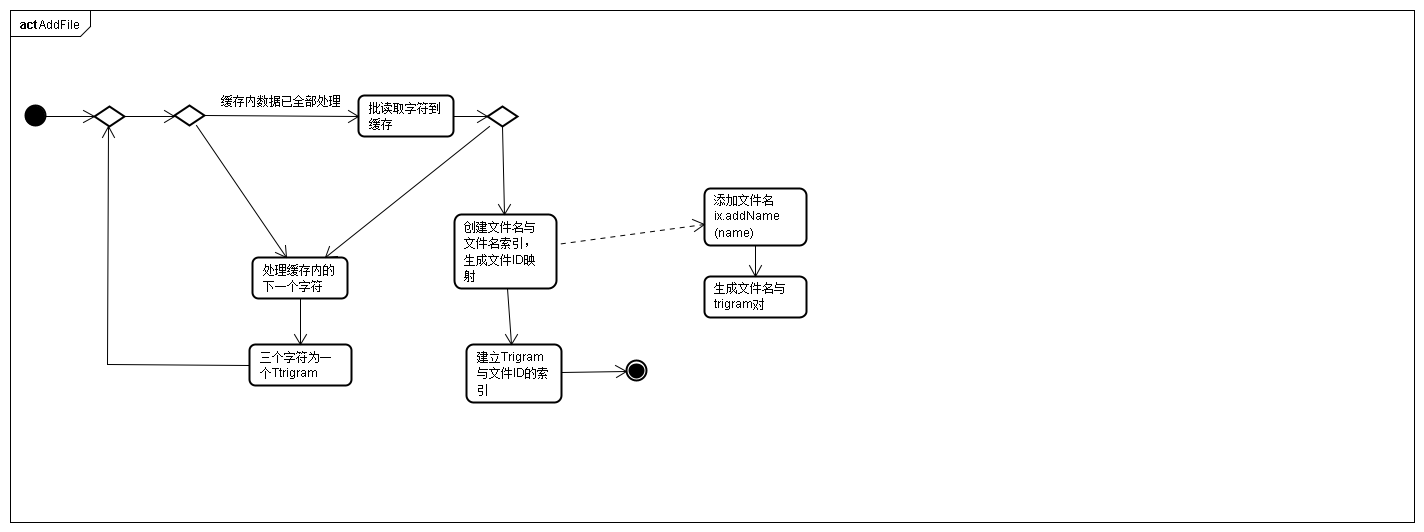 act AddFile
缓存内数据已全部处理
批读取字符到
缓存
添加文件名
ix.addName
(name)
创建文件名与
文件名索引，
生成文件ID映
射
处理缓存内的
下一个字符
生成文件名与
trigram对
三个字符为一
个Ttrigram
建立Trigram
与文件ID的索
引